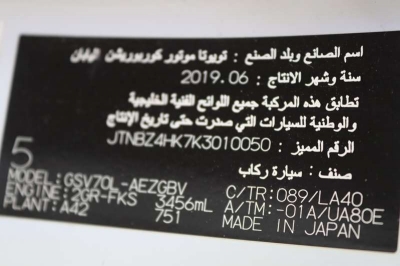 اسم الصانع وبلد الصنع : تويوتا موتور كوربوريشن اليابان
سنة وشهر الانتاج : 2019.06
تطابق هذه المركبة جميع اللوائح الفنية الخليجية
والوطنية للسيارات التي صدرت حتى تاريخ الإنتاج
الرقم المميز : JTNBZ4HK7K3010050
صنف : سيارة ركاب
5
MODEL: GSV70L-AEZGBV C/TR: 089/LA40
ENGINE: 2GR-FKS 3456mL A/TM: -01A/UA80E
PLANT: A42 751 MADE IN JAPAN